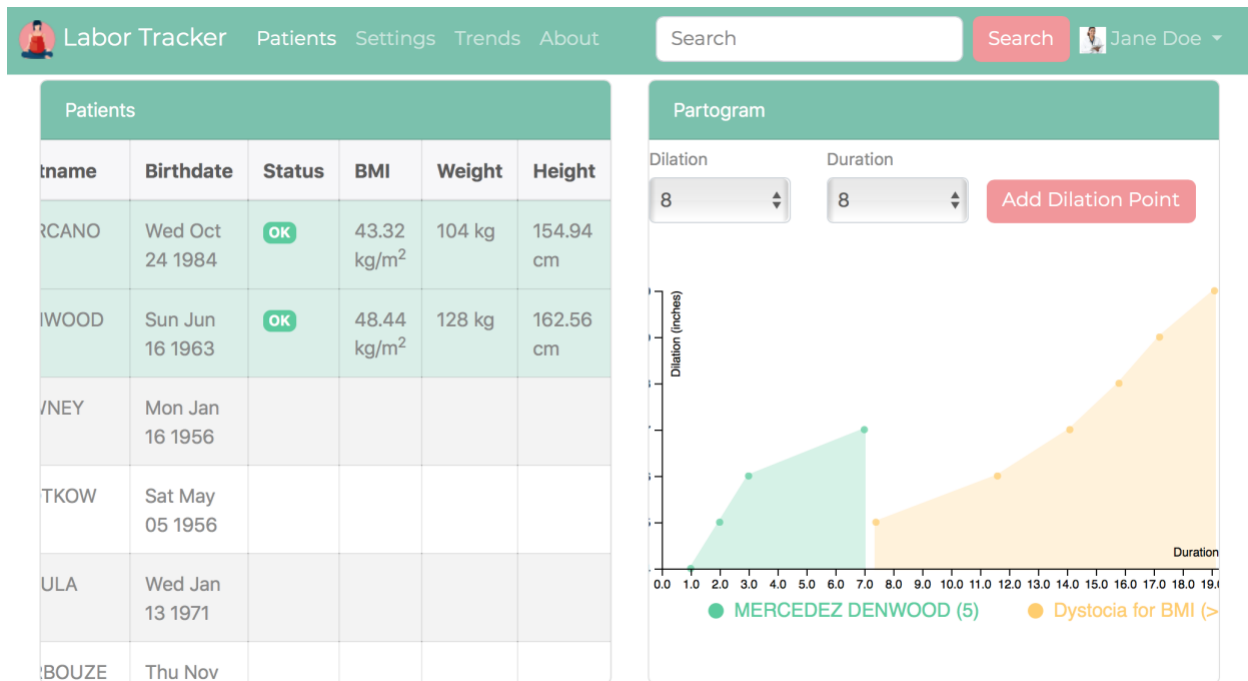 Labor Tracker Patients Settings Trends About Search Search Jane Doe
Patients
tname Birthdate Status BMI Weight Height
RCANO Wed Oct 24 1984 OK 43.32 kg/m² 104 kg 154.94 cm
WOOD Sun Jun 16 1963 OK 48.44 kg/m² 128 kg 162.56 cm
NEY Mon Jan 16 1956
TKOW Sat May 05 1956
ULA Wed Jan 13 1971
BOUZE Thu Nov
Partogram
Dilation Duration
8 8 Add Dilation Point
Dilation (inches)
Duration
0.0 1.0 2.0 3.0 4.0 5.0 6.0 7.0 8.0 9.0 10.0 11.0 12.0 13.0 14.0 15.0 16.0 17.0 18.0 19.
MERCEDEZ DENWOOD (5) Dystocia for BMI (>